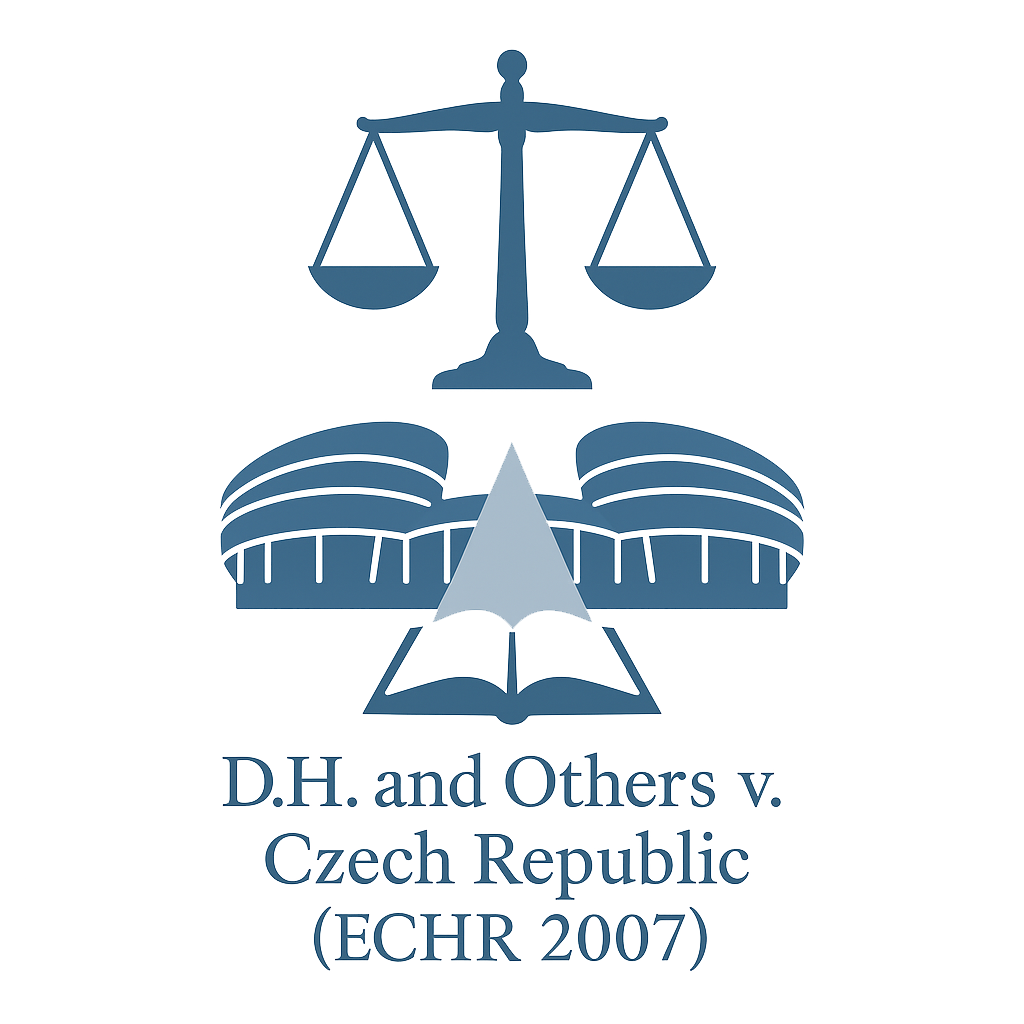 D.H. and Others v.
Czech Republic
(ECHR 2007)